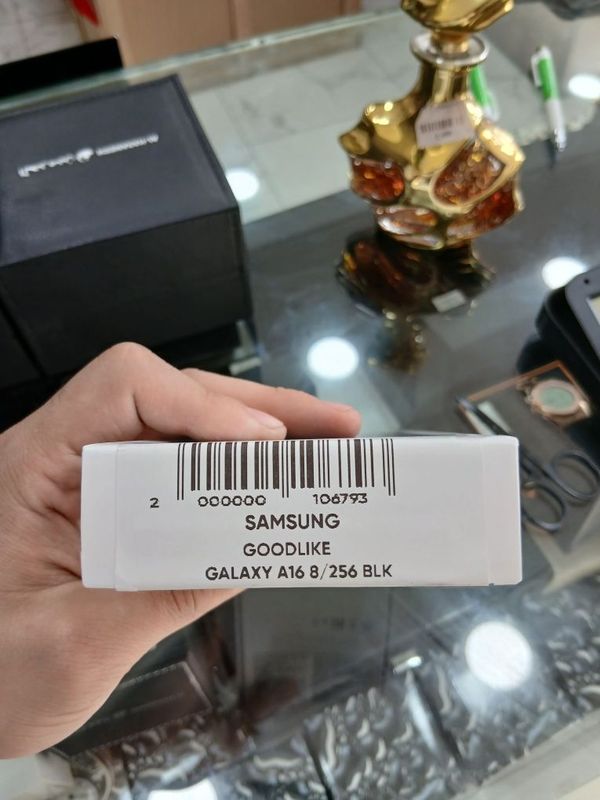 2 000000 106793
SAMSUNG
GOODLIKE
GALAXY A16 8/256 BLK